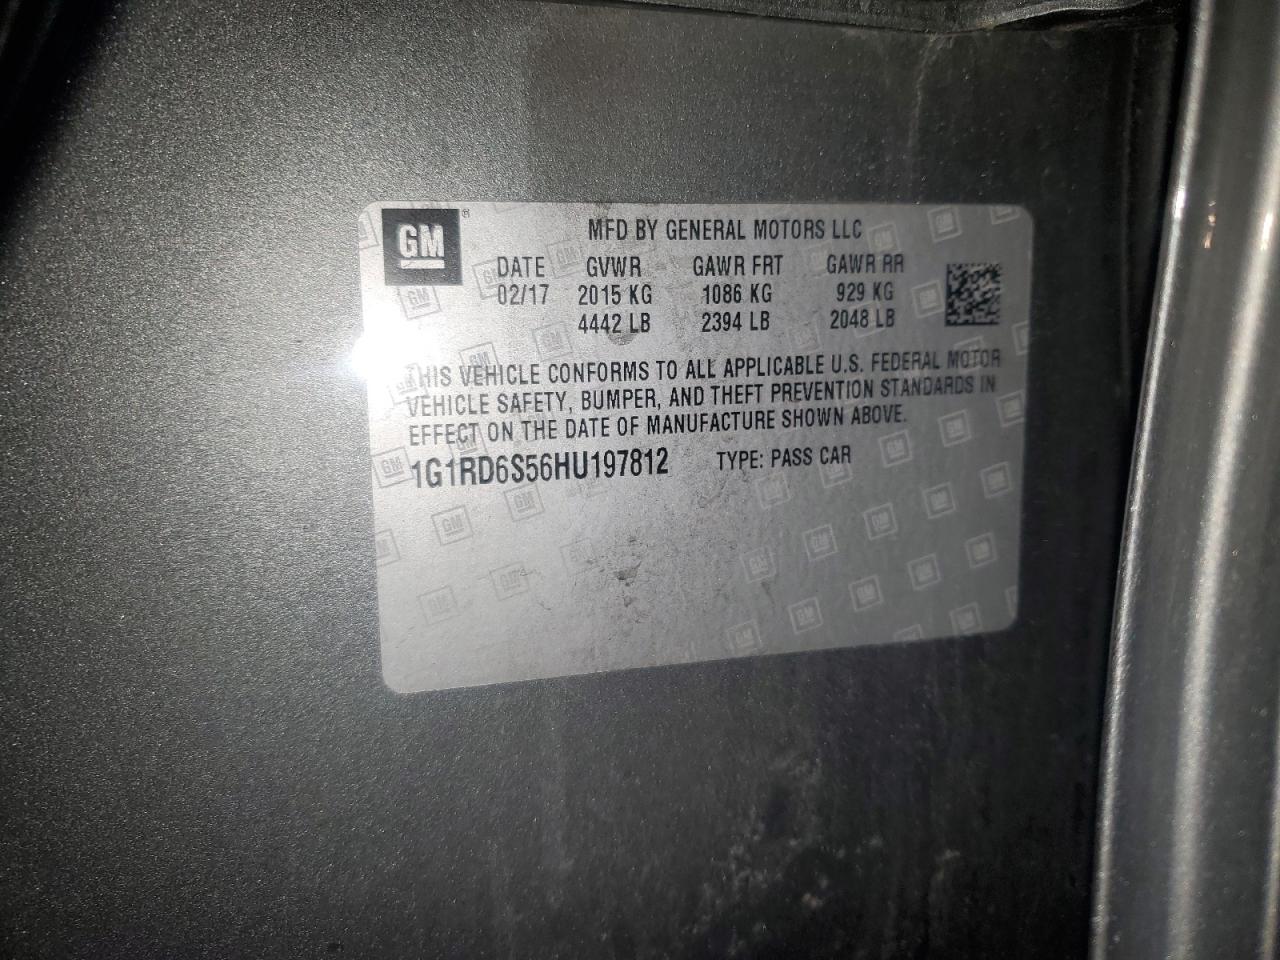 GM ®
MFD BY GENERAL MOTORS LLC
DATE GVWR GAWR FRT GAWR RR
02/17 2015 KG 1086 KG 929 KG
4442 LB 2394 LB 2048 LB
THIS VEHICLE CONFORMS TO ALL APPLICABLE U.S. FEDERAL MOTOR
VEHICLE SAFETY, BUMPER, AND THEFT PREVENTION STANDARDS IN
EFFECT ON THE DATE OF MANUFACTURE SHOWN ABOVE.
1G1RD6S56HU197812 TYPE: PASS CAR